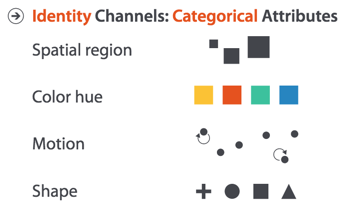 Identity Channels: Categorical Attributes
Spatial region
Color hue
Motion
Shape